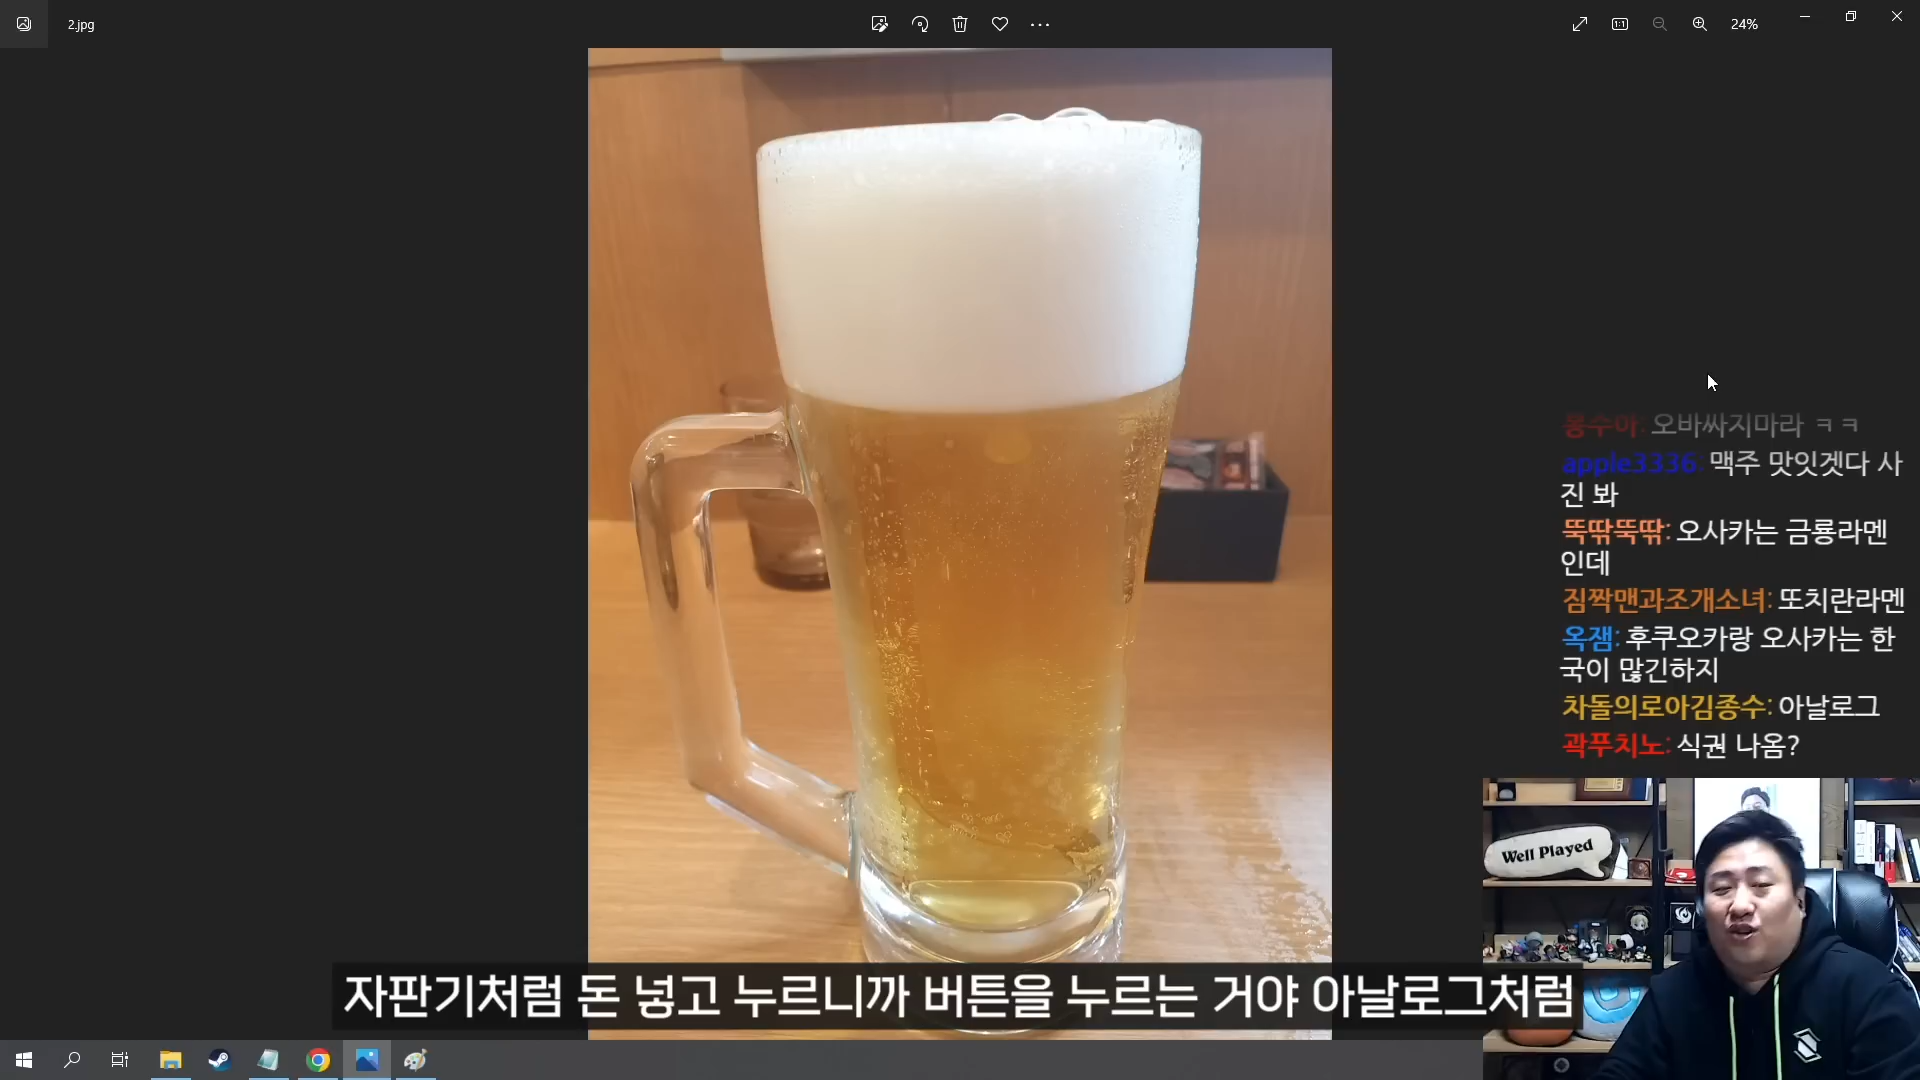 2.jpg
24%
룡수아: 오바싸지마라 ㅋㅋ
apple3336: 맥주 맛잇겟다 사
진 봐
뚝딲뚝딲: 오사카는 금룡라멘
인데
짐짝맨과조개소녀: 또치란라멘
옥잼: 후쿠오카랑 오사카는 한
국이 많긴하지
차돌의로아김종수: 아날로그
곽푸치노: 식권 나옴?
Well Played
자판기처럼 돈 넣고 누르니까 버튼을 누르는 거야 아날로그처럼